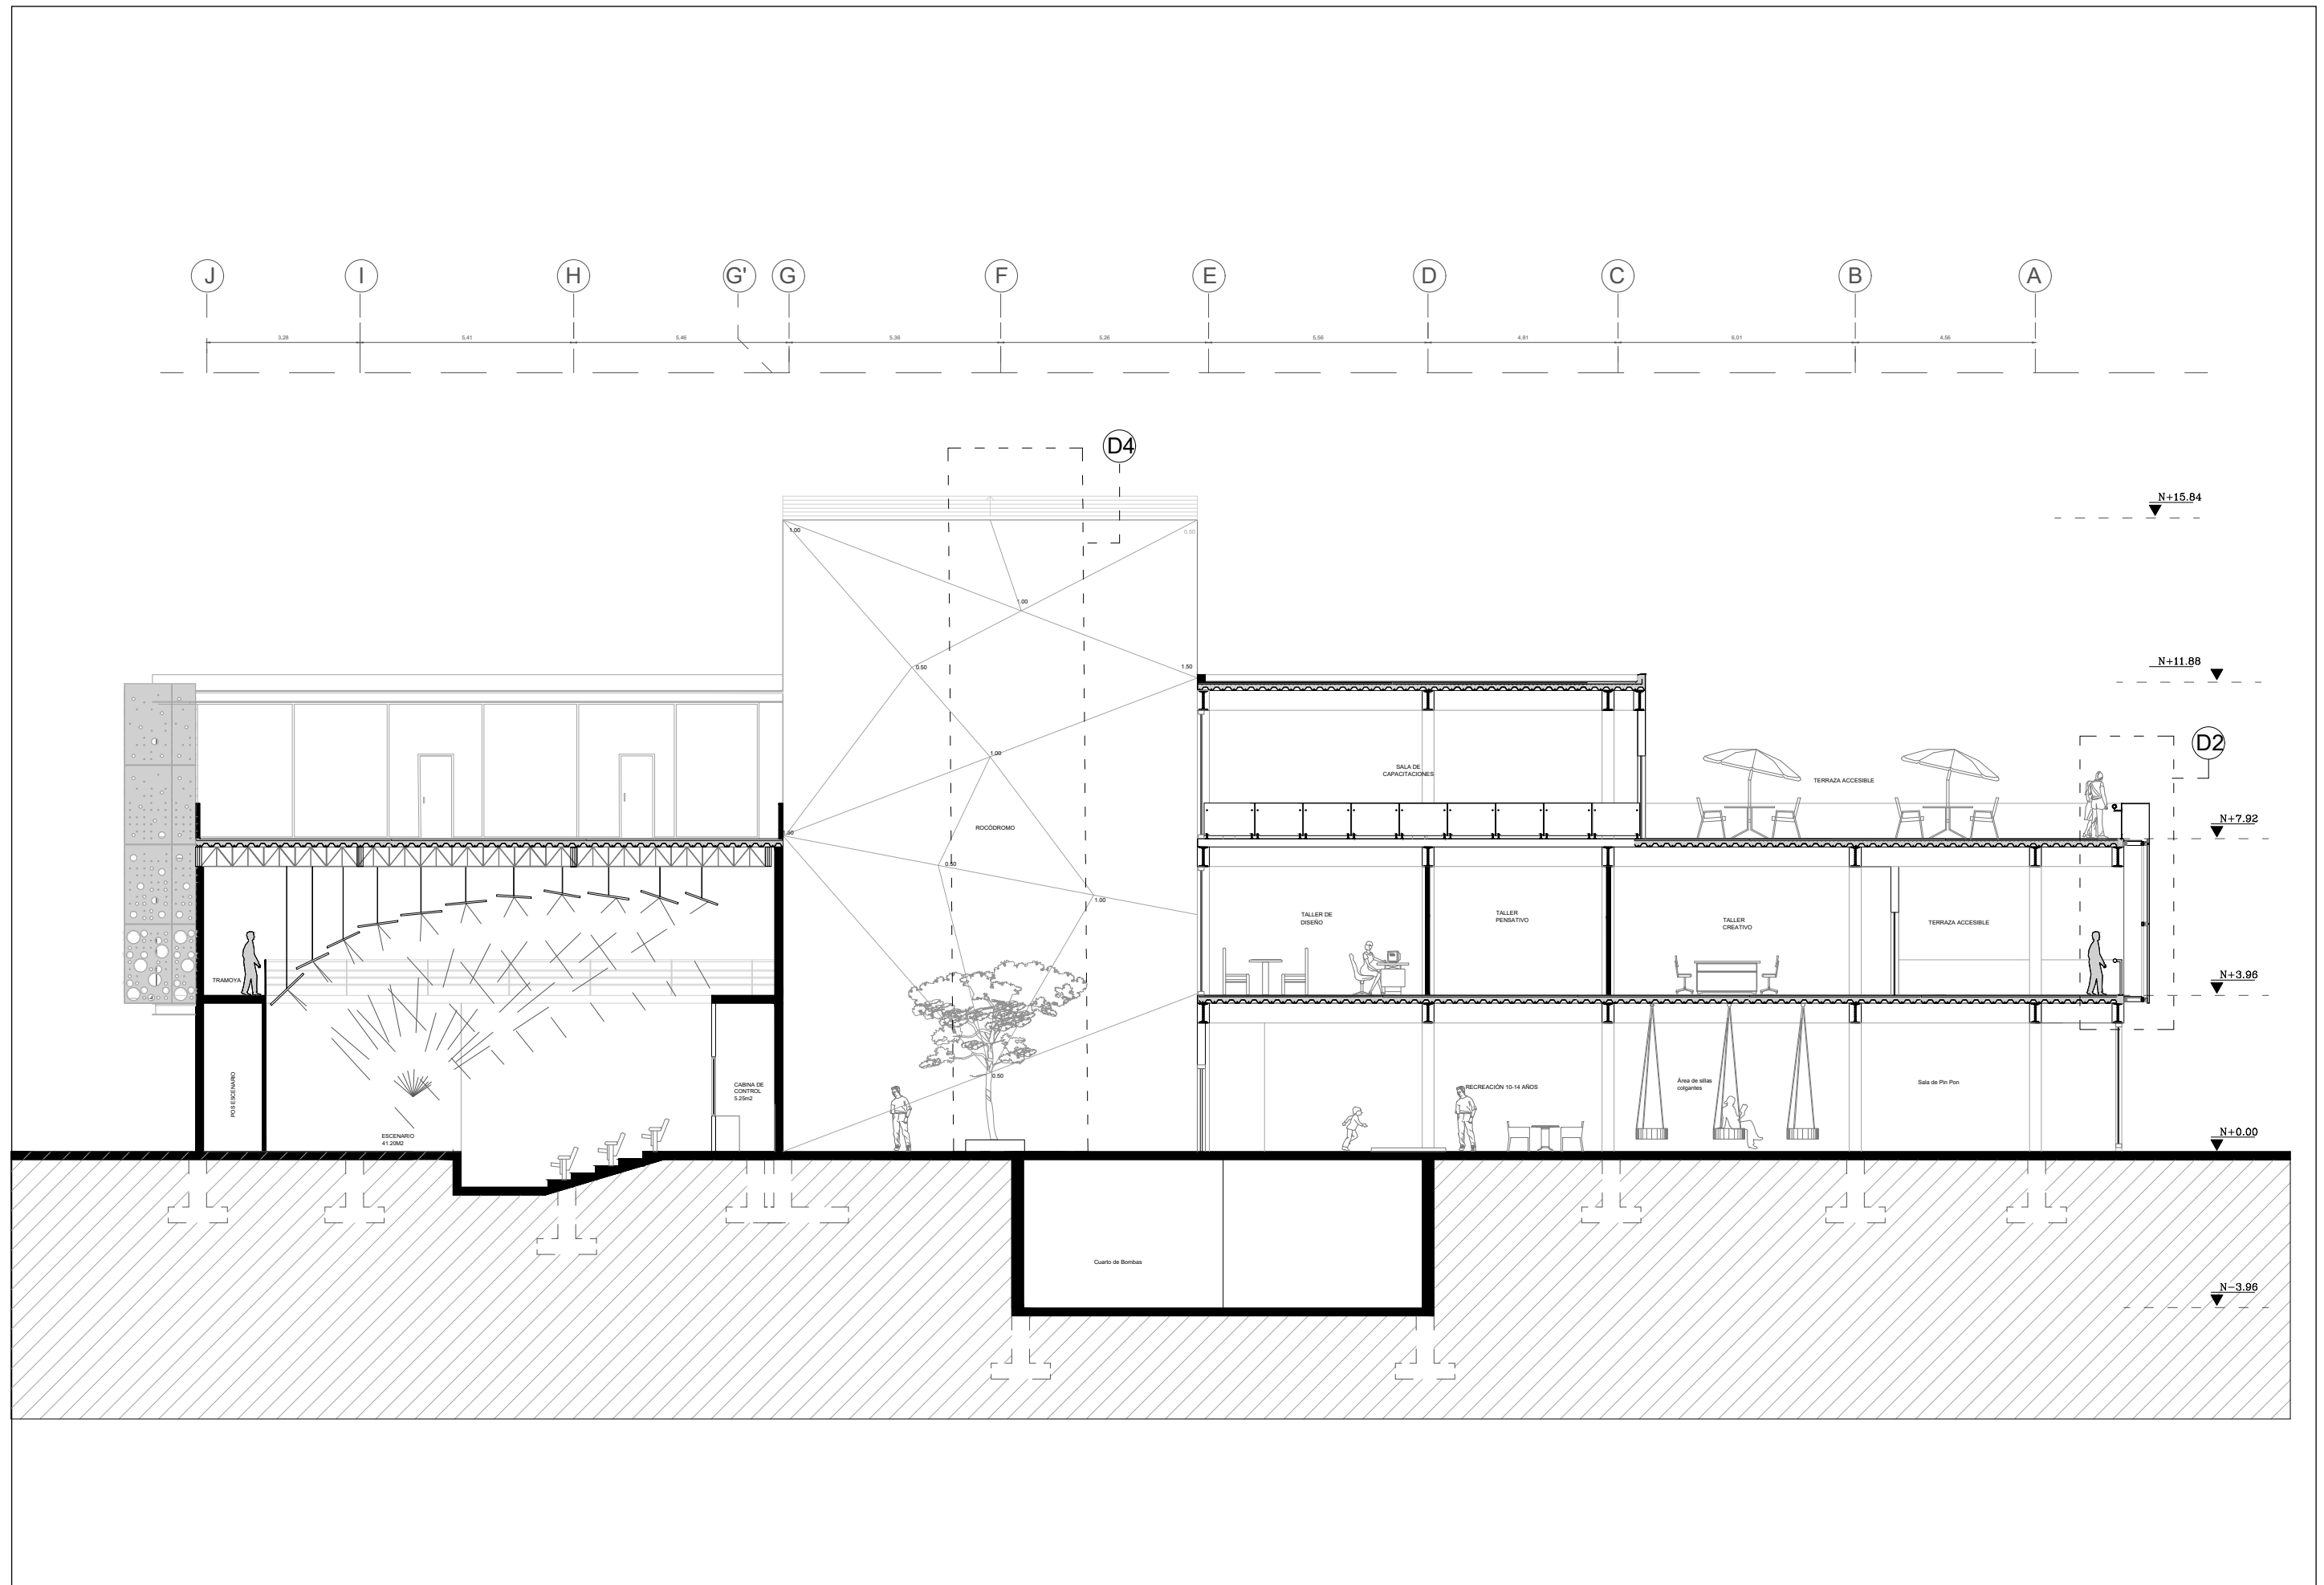 J I H G' G F E D C B A
3,28 5,41 5,46 5,36 5,26 5,56 4,81 6,01 4,56
D4
N+15.84
1.00
0.50
1.00
N+11.88
0.50
1.50
D2
1.00
SALA DE
CAPACITACIONES
TERRAZA ACCESIBLE
N+7.92
ROCÓDROMO
1.00
0.50
1.00
TALLER DE
DISEÑO
TALLER
PENSATIVO
TALLER
CREATIVO
TERRAZA ACCESIBLE
TRAMOYA
N+3.96
0.50
POS ESCENARIO
CABINA DE
CONTROL
5.25m2
RECREACIÓN 10-14 AÑOS
Área de sillas
colgantes
Sala de Pin Pon
ESCENARIO
41.20M2
N+0.00
Cuarto de Bombas
N-3.96